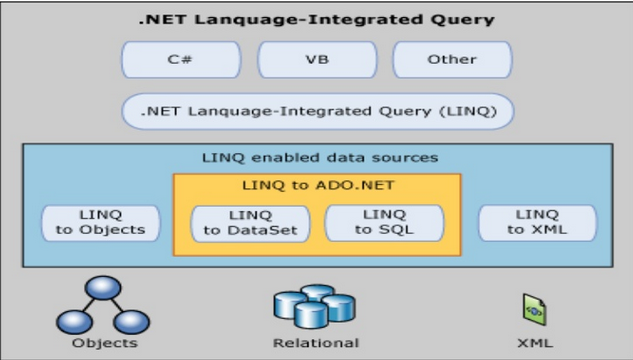 .NET Lanquage-Integrated Query
C# VB Other
.NET Lanquage-Integrated Query (LINQ)
LINQ enabled data sources
LINQ to ADO.NET
LINQ
to Objects
LINQ
to DataSet
LINQ
to SQL
LINQ
to XML
Objects Relational XML